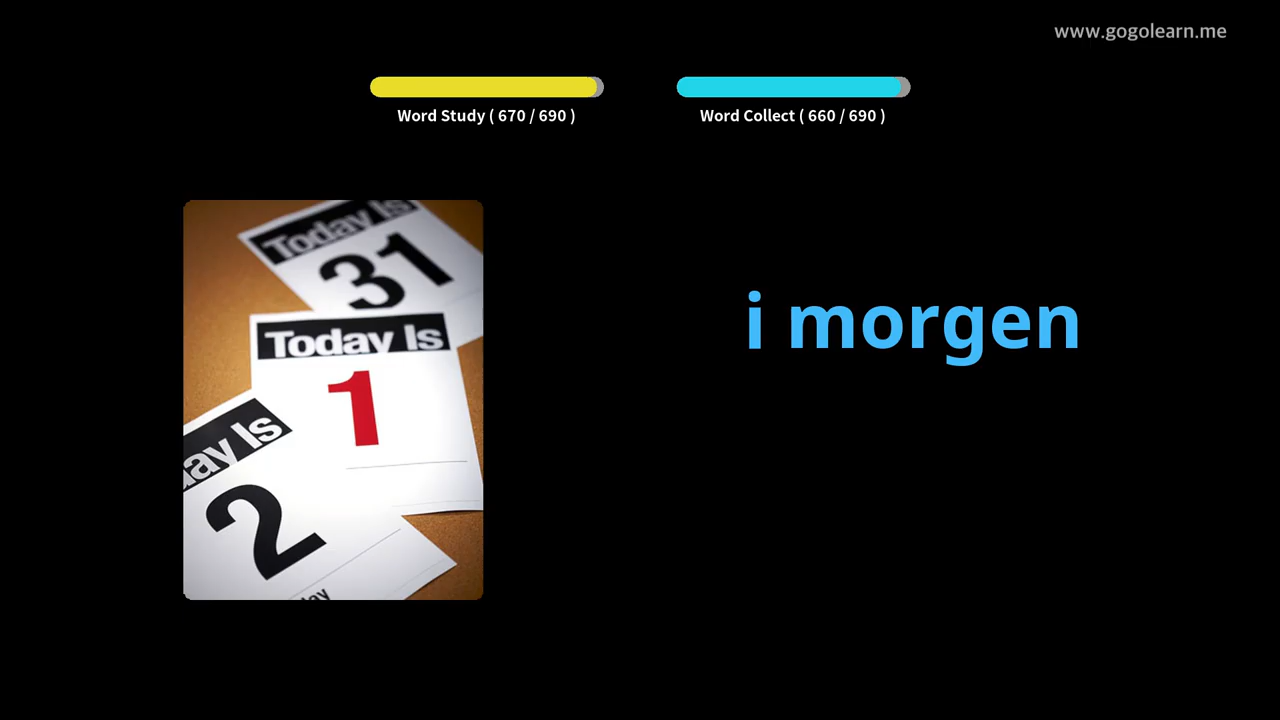 www.gogolearn.me
Word Study ( 670 / 690 )
Word Collect ( 660 / 690 )
Today Is
31
Today Is
1
Is
2
i morgen